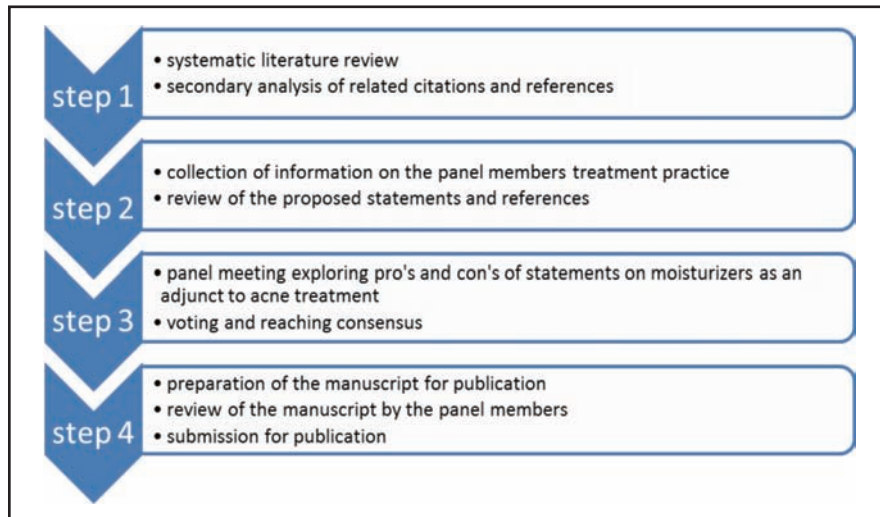 step 1
• systematic literature review
• secondary analysis of related citations and references
step 2
• collection of information on the panel members treatment practice
• review of the proposed statements and references
step 3
• panel meeting exploring pro's and con's of statements on moisturizers as an
adjunct to acne treatment
• voting and reaching consensus
step 4
• preparation of the manuscript for publication
• review of the manuscript by the panel members
• submission for publication